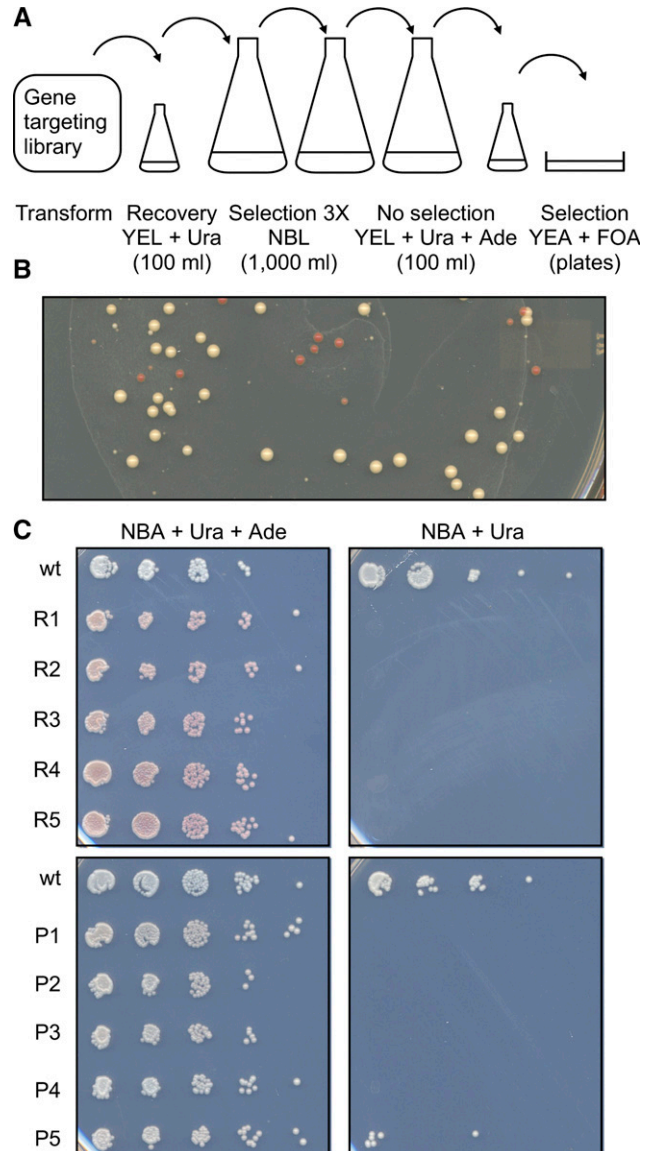 A
Gene
targeting
library
Transform
Recovery
YEL + Ura
(100 ml)
Selection 3X
NBL
(1,000 ml)
No selection
YEL + Ura + Ade
(100 ml)
Selection
YEA + FOA
(plates)
B
C
NBA + Ura + Ade
NBA + Ura
wt
R1
R2
R3
R4
R5
wt
P1
P2
P3
P4
P5